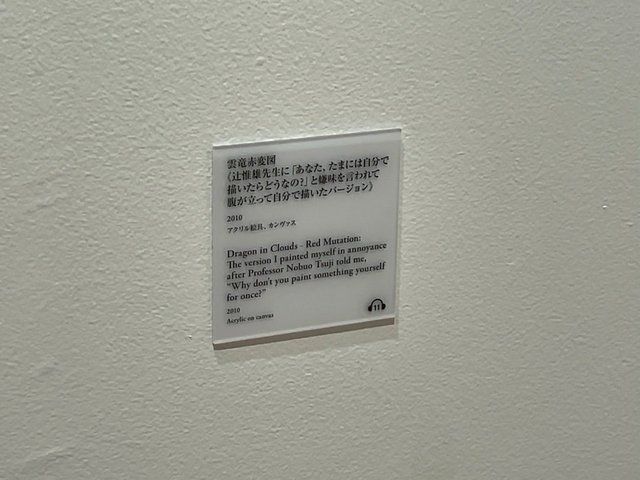 雲竜赤変図
《辻惟雄先生に「あなた、たまには自分で
描いたらどうなの？」と嫌味を言われて
腹が立って自分で描いたバージョン》
2010
アクリル絵具、カンヴァス
Dragon in Clouds - Red Mutation:
The version I painted myself in annoyance
after Professor Nobuo Tsuji told me,
“Why don't you paint something yourself
for once?”
2010
Acrylic on canvas
11